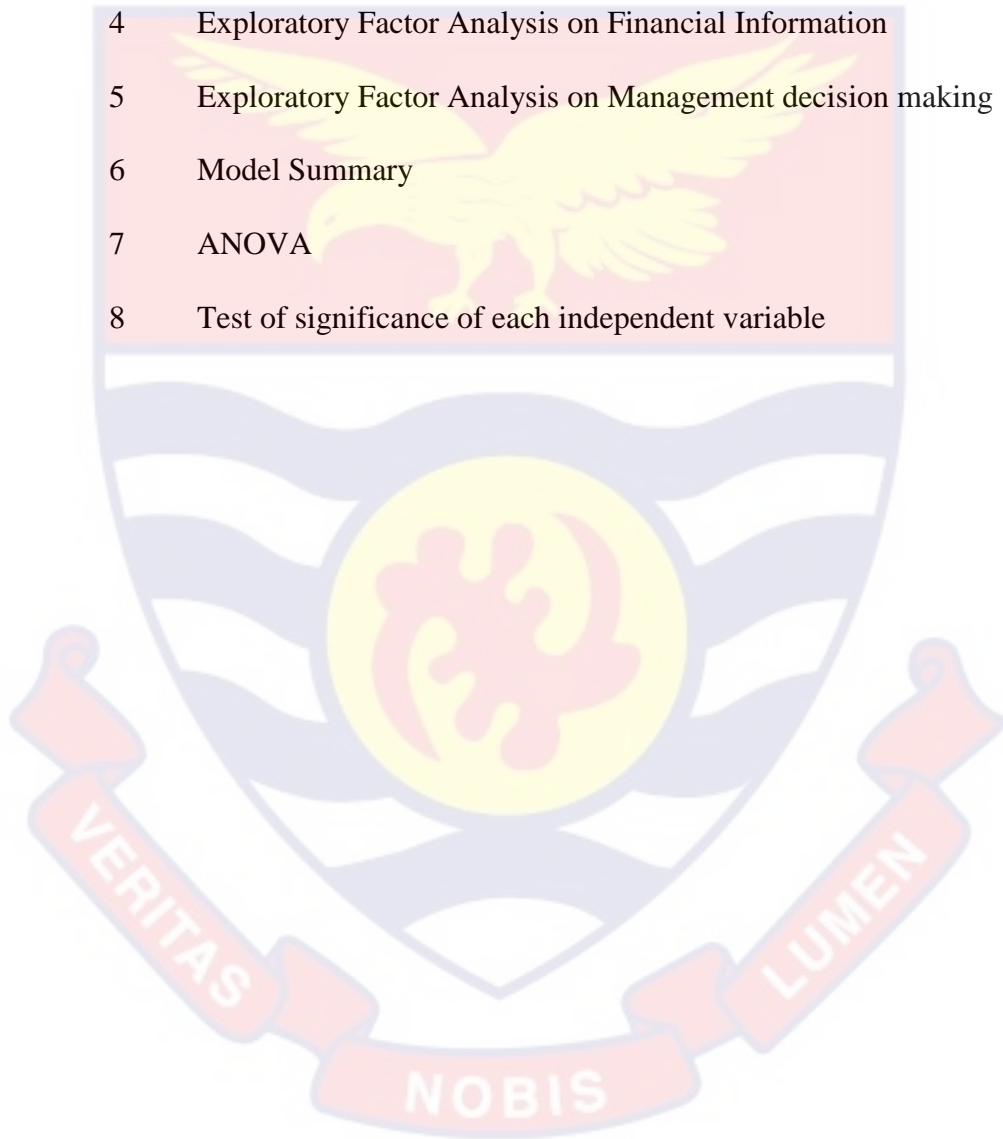 4 Exploratory Factor Analysis on Financial Information
5 Exploratory Factor Analysis on Management decision making
6 Model Summary
7 ANOVA
8 Test of significance of each independent variable
VERITAS
NOBIS
LUMEN